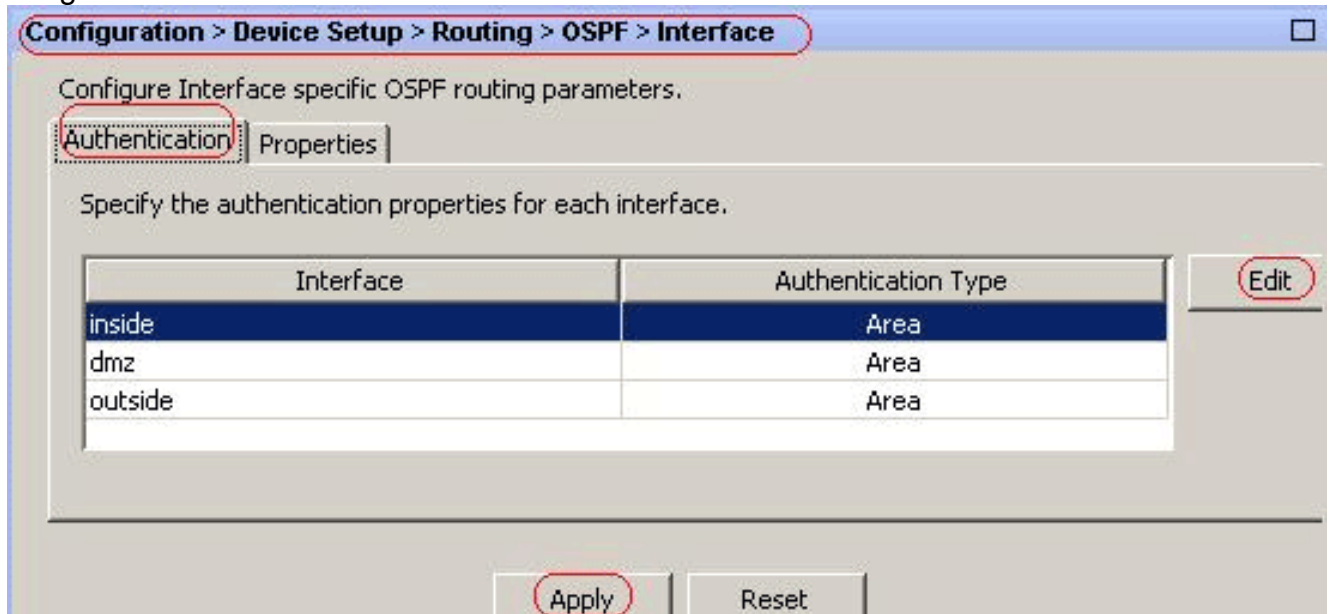 Configuration > Device Setup > Routing > OSPF > Interface
Configure Interface specific OSPF routing parameters.
Authentication Properties
Specify the authentication properties for each interface.
Interface Authentication Type Edit
inside Area
dmz Area
outside Area
Apply Reset